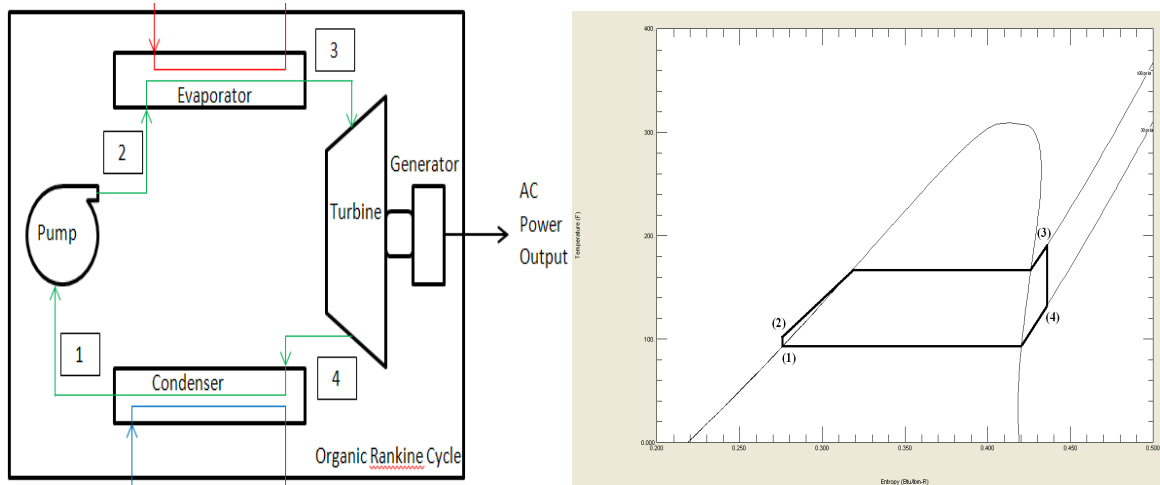 3
Evaporator
2
Generator
AC
Power
Output
Turbine
Pump
1
Condenser
4
Organic Rankine Cycle
400.
300.
200.
100.
0.000
0.200
0.250
0.300
0.350
0.400
0.450
0.500
Temperature (F)
Entropy (Btu/lbm-R)
(1)
(2)
(3)
(4)